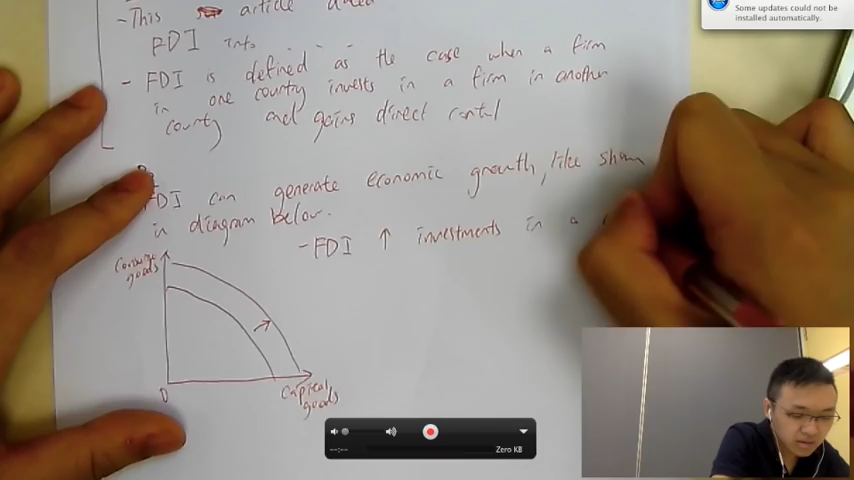 - This article
FDI into
- FDI is defined as the case when a firm
in one country invests in a firm in another
country and gains direct control
FDI can generate economic growth, like shown
in diagram below.
- FDI ↑ investments in a
Consumer goods
Capital goods
0
Some updates could not be
installed automatically.
--:--
Zero KB